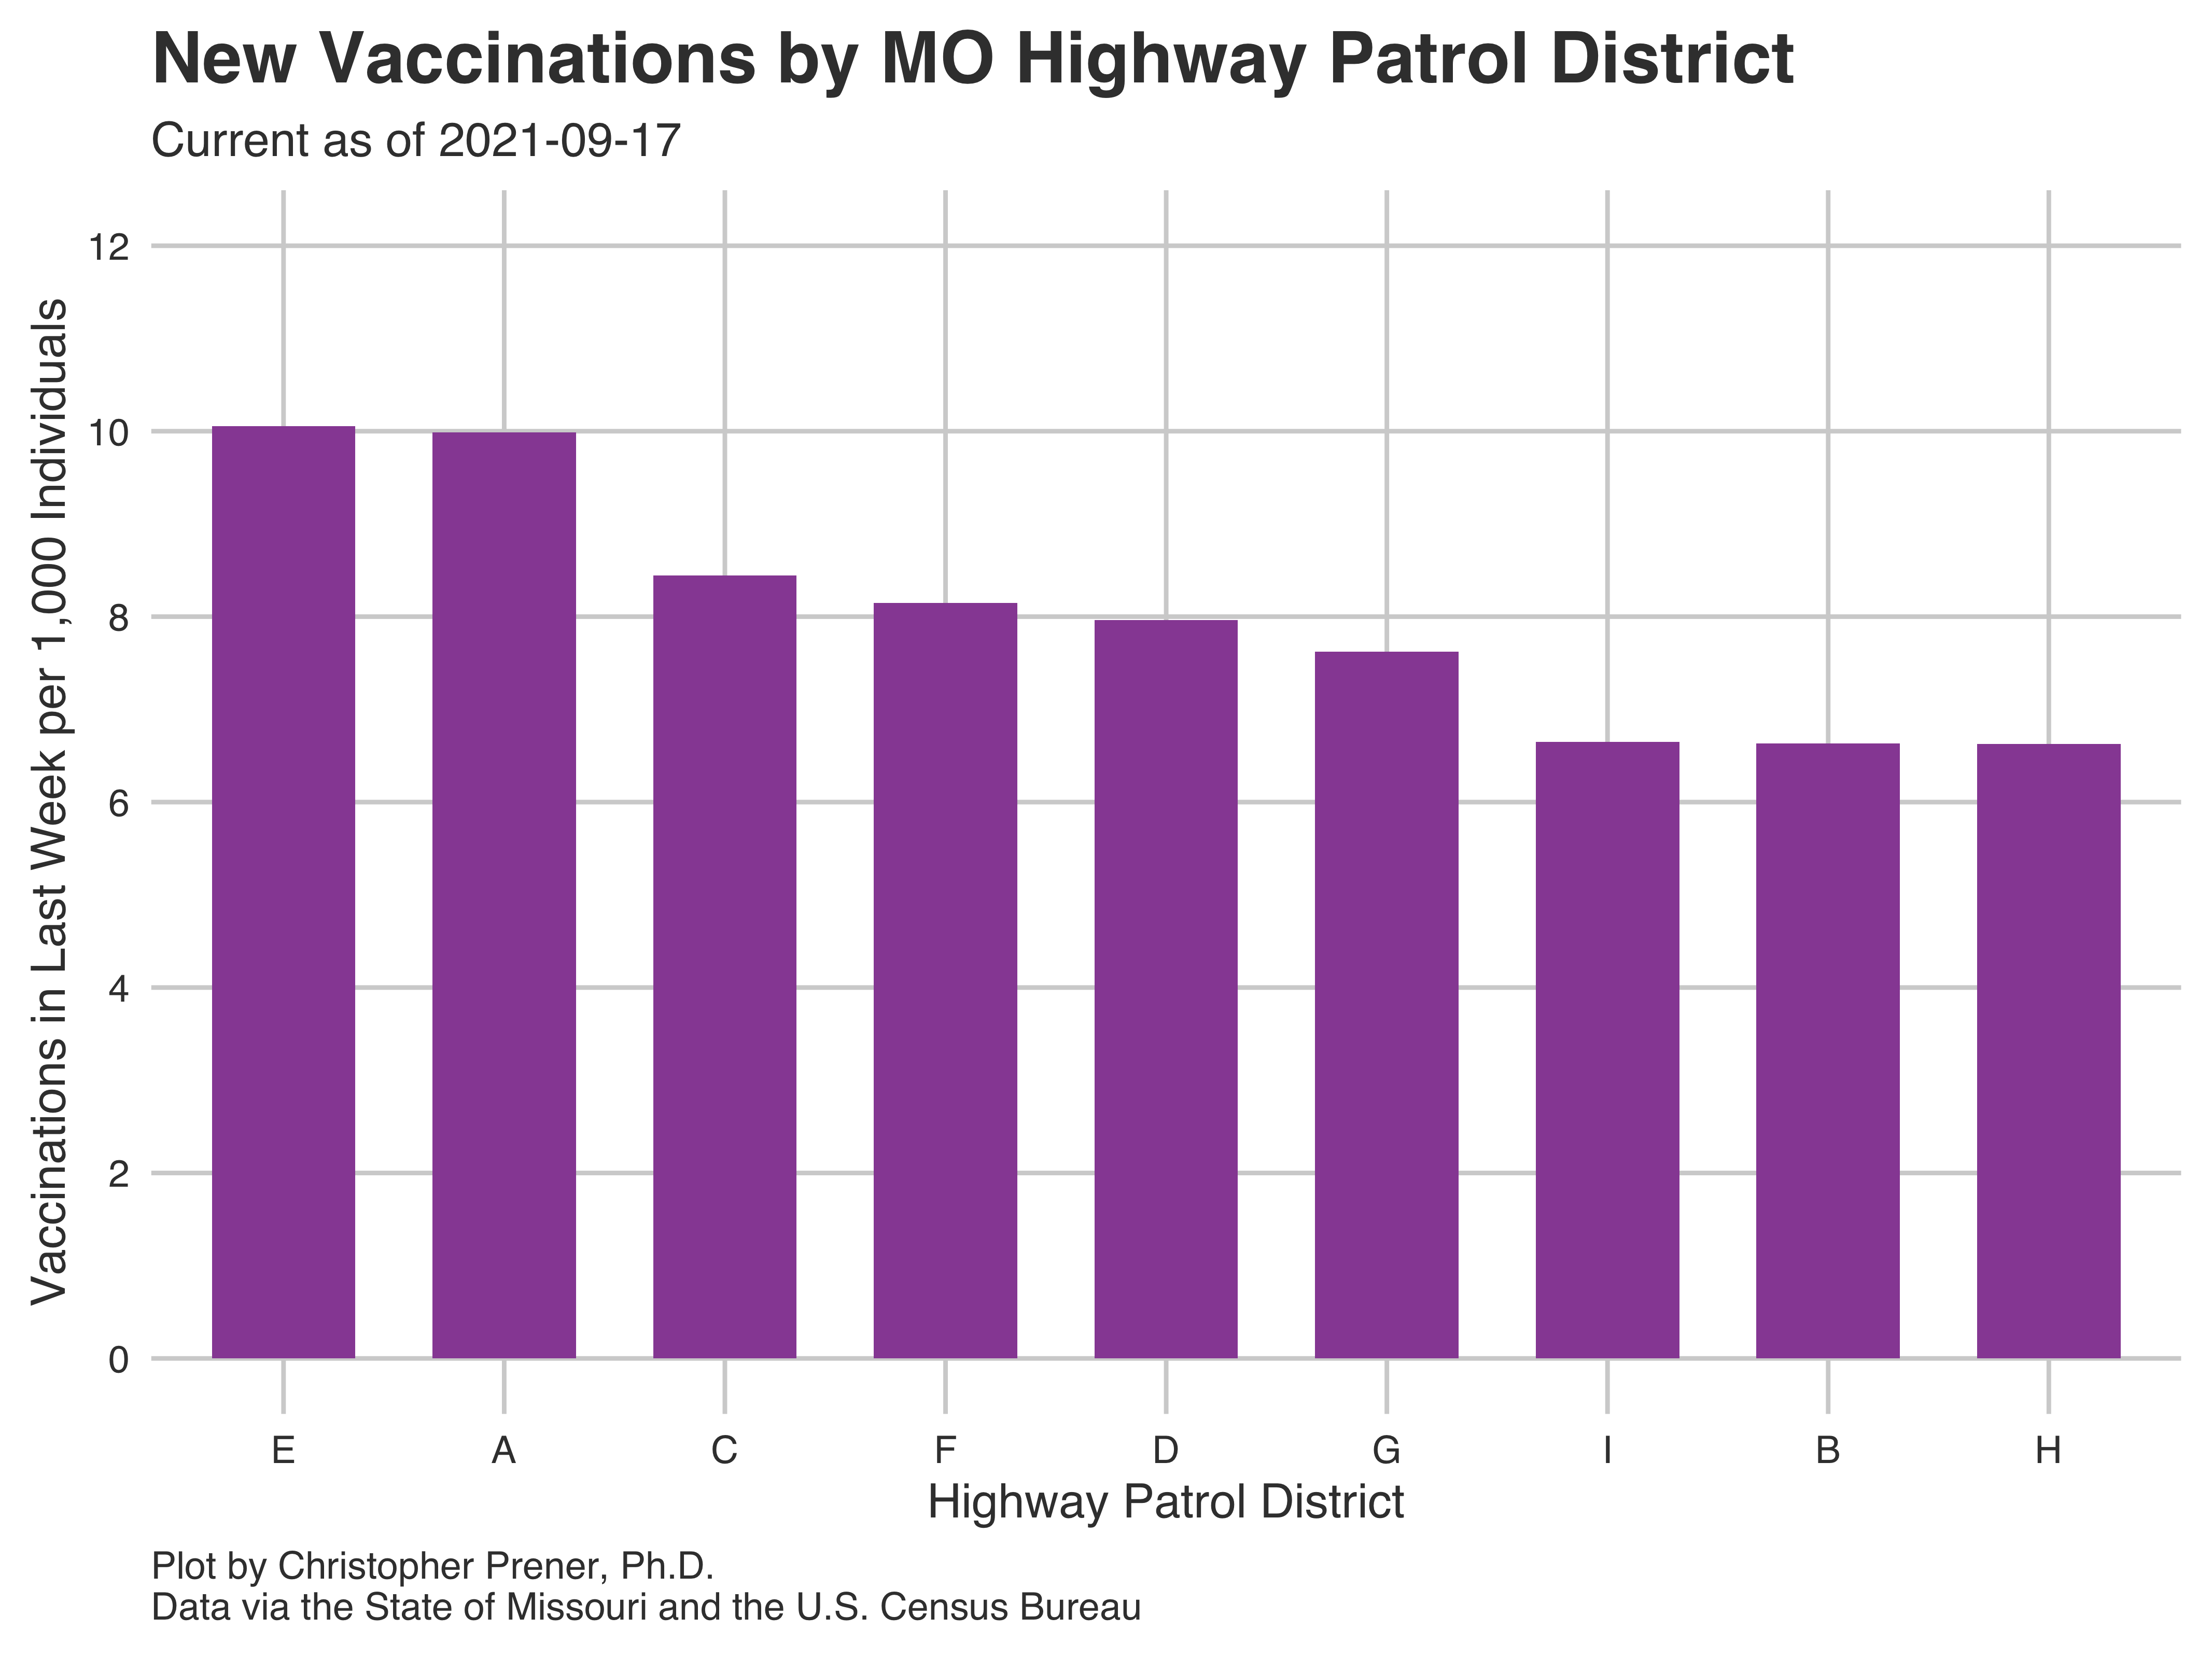 New Vaccinations by MO Highway Patrol District
Current as of 2021-09-17
Vaccinations in Last Week per 1,000 Individuals
12
10
8
6
4
2
0
E A C F D G I B H
Highway Patrol District
Plot by Christopher Prener, Ph.D.
Data via the State of Missouri and the U.S. Census Bureau